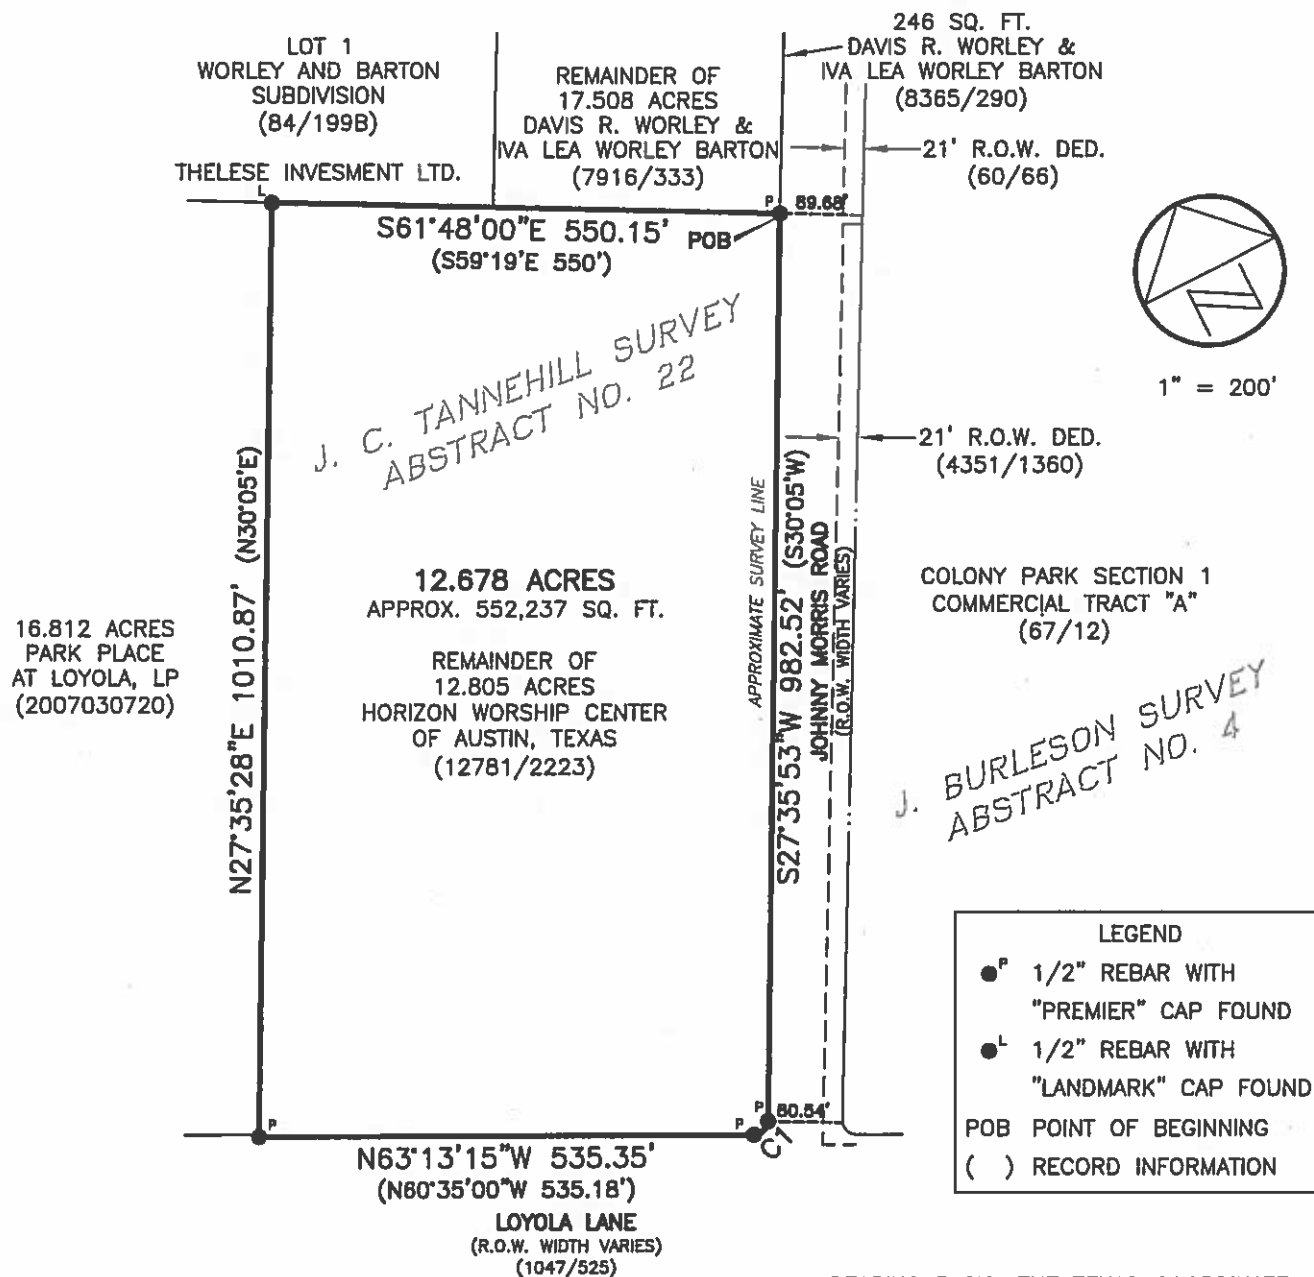 LOT 1
WORLEY AND BARTON
SUBDIVISION
(84/199B)
THELESE INVESMENT LTD.
REMAINDER OF
17.508 ACRES
DAVIS R. WORLEY &
IVA LEA WORLEY BARTON
(7916/333)
246 SQ. FT.
DAVIS R. WORLEY &
IVA LEA WORLEY BARTON
(8365/290)
21' R.O.W. DED.
(60/66)
L
P
89.68'
S61°48'00"E 550.15'
(S59°19'E 550')
POB
N
1" = 200'
J. C. TANNEHILL SURVEY
ABSTRACT NO. 22
21' R.O.W. DED.
(4351/1360)
N27°35'28"E 1010.87' (N30°05'E)
16.812 ACRES
PARK PLACE
AT LOYOLA, LP
(2007030720)
12.678 ACRES
APPROX. 552,237 SQ. FT.
REMAINDER OF
12.805 ACRES
HORIZON WORSHIP CENTER
OF AUSTIN, TEXAS
(12781/2223)
APPROXIMATE SURVEY LINE
S27°35'53"W 982.52' (S30°05'W)
JOHNNY MORRIS ROAD
(R.O.W. WIDTH VARIES)
COLONY PARK SECTION 1
COMMERCIAL TRACT "A"
(67/12)
J. BURLESON SURVEY
ABSTRACT NO. 4
LEGEND
P 1/2" REBAR WITH
"PREMIER" CAP FOUND
L 1/2" REBAR WITH
"LANDMARK" CAP FOUND
POB POINT OF BEGINNING
( ) RECORD INFORMATION
P
P
P
80.54'
C1
N63°13'15"W 535.35'
(N60°35'00"W 535.18')
LOYOLA LANE
(R.O.W. WIDTH VARIES)
(1047/525)